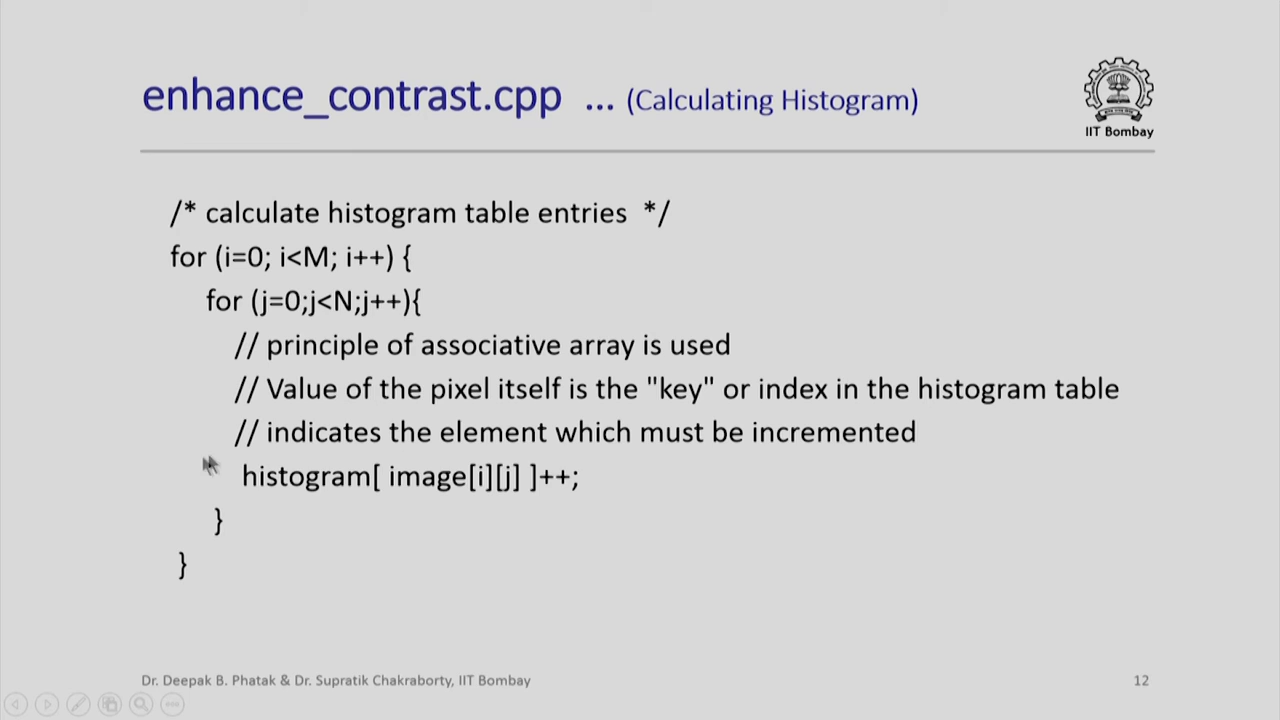 enhance_contrast.cpp ... (Calculating Histogram)
IIT Bombay
/* calculate histogram table entries */
for (i=0; i<M; i++) {
for (j=0;j<N;j++){
// principle of associative array is used
// Value of the pixel itself is the "key" or index in the histogram table
// indicates the element which must be incremented
histogram[ image[i][j] ]++;
}
}
Dr. Deepak B. Phatak & Dr. Supratik Chakraborty, IIT Bombay
12